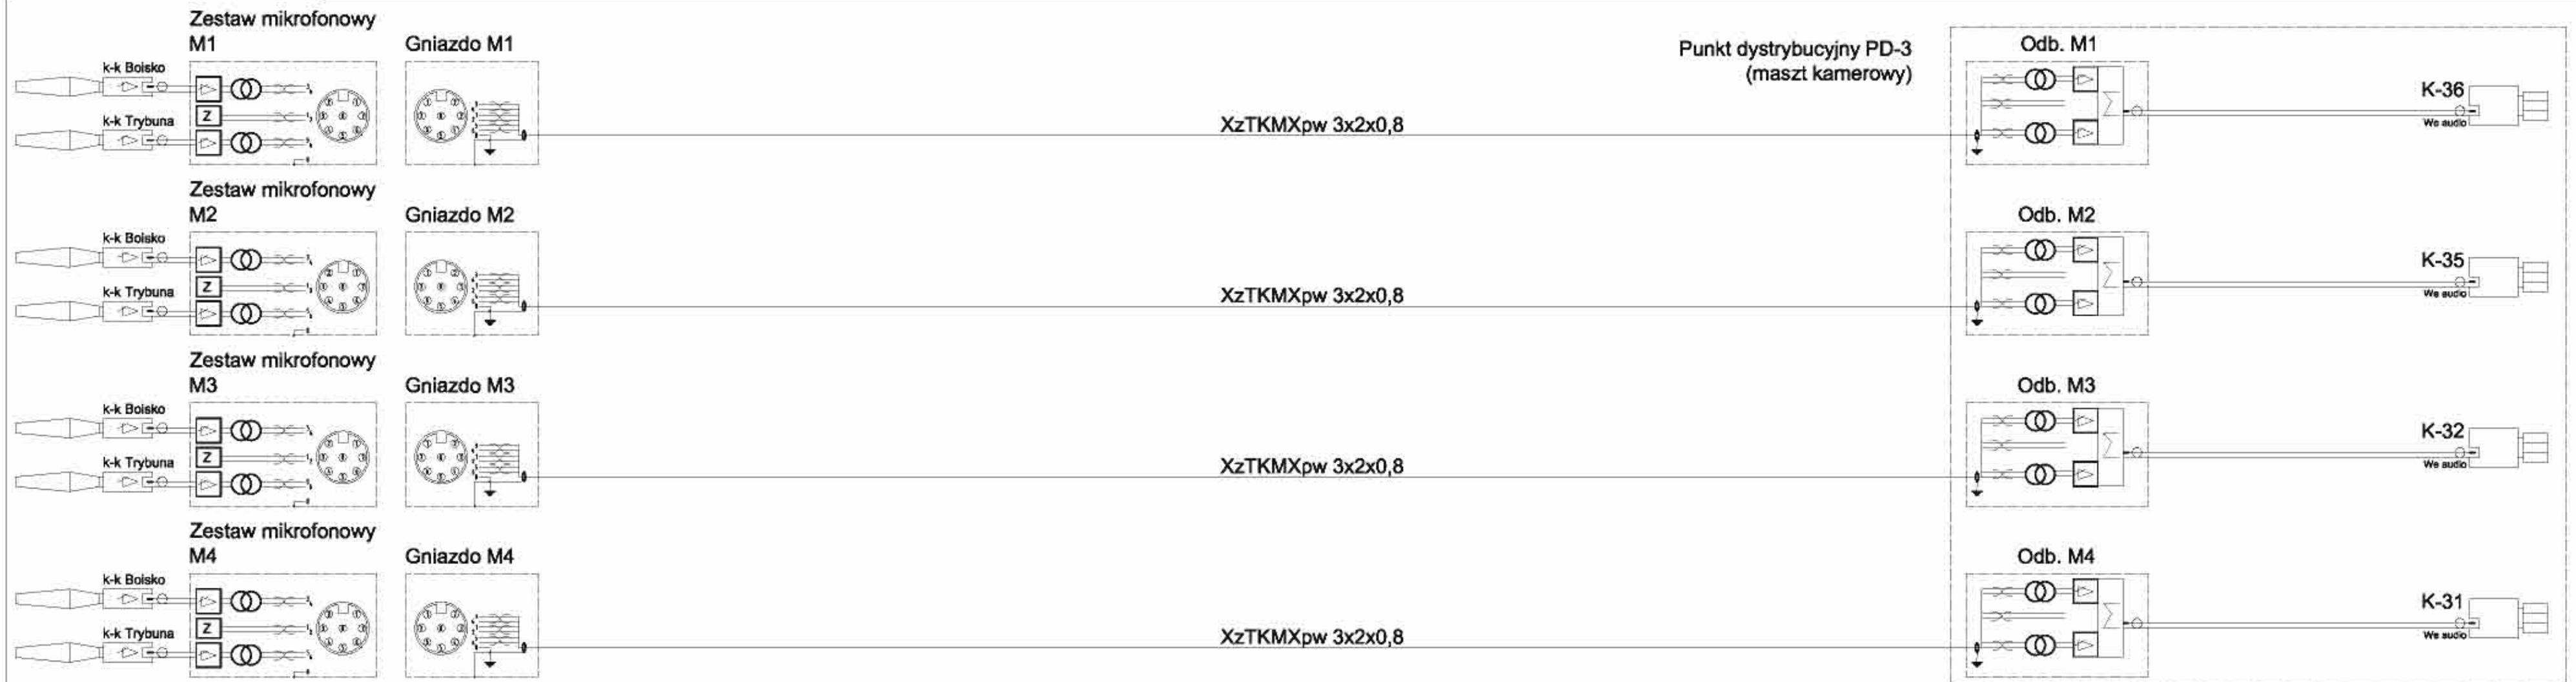 Zestaw mikrofonowy
M1
Gniazdo M1
k-k Boisko
k-k Trybuna
Z
XzTKMXpw 3x2x0,8
Punkt dystrybucyjny PD-3
(maszt kamerowy)
Odb. M1
Σ
K-36
We audio
Zestaw mikrofonowy
M2
Gniazdo M2
k-k Boisko
k-k Trybuna
Z
XzTKMXpw 3x2x0,8
Odb. M2
Σ
K-35
We audio
Zestaw mikrofonowy
M3
Gniazdo M3
k-k Boisko
k-k Trybuna
Z
XzTKMXpw 3x2x0,8
Odb. M3
Σ
K-32
We audio
Zestaw mikrofonowy
M4
Gniazdo M4
k-k Boisko
k-k Trybuna
Z
XzTKMXpw 3x2x0,8
Odb. M4
Σ
K-31
We audio